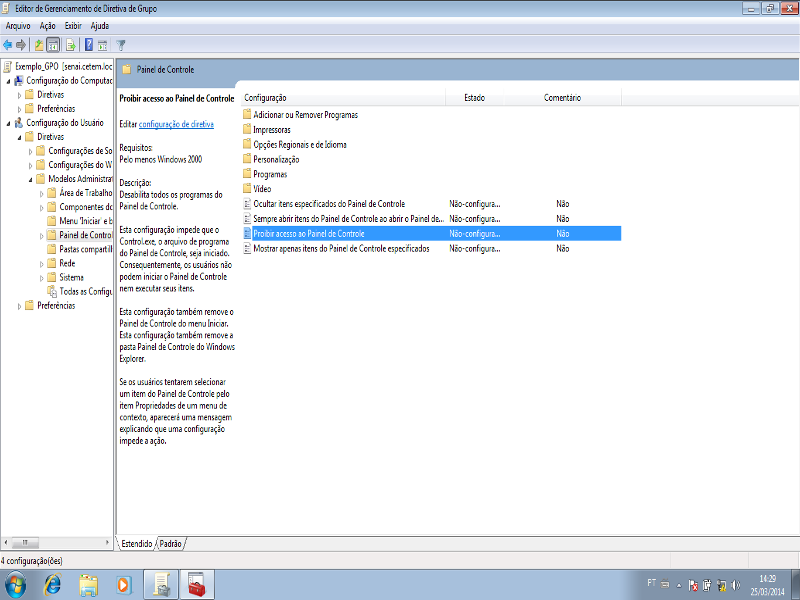 Editor de Gerenciamento de Diretiva de Grupo
Arquivo Ação Exibir Ajuda
Exemplo_GPO [senai.cetem.loc
Configuração do Computad
Diretivas
Preferências
Configuração do Usuário
Diretivas
Configurações de So
Configurações do W
Modelos Administrat
Área de Trabalho
Componentes do
Menu 'Iniciar' e b
Painel de Control
Pastas compartilh
Rede
Sistema
Todas as Configu
Preferências
Painel de Controle
Proibir acesso ao Painel de Controle
Editar configuração de diretiva
Requisitos:
Pelo menos Windows 2000
Descrição:
Desabilita todos os programas do
Painel de Controle.
Esta configuração impede que o
Control.exe, o arquivo de programa
do Painel de Controle, seja iniciado.
Consequentemente, os usuários não
podem iniciar o Painel de Controle
nem executar seus itens.
Esta configuração também remove o
Painel de Controle do menu Iniciar.
Esta configuração também remove a
pasta Painel de Controle do Windows
Explorer.
Se os usuários tentarem selecionar
um item do Painel de Controle pelo
item Propriedades de um menu de
contexto, aparecerá uma mensagem
explicando que uma configuração
impede a ação.
Configuração Estado Comentário
Adicionar ou Remover Programas
Impressoras
Opções Regionais e de Idioma
Personalização
Programas
Vídeo
Ocultar itens especificados do Painel de Controle Não-configura... Não
Sempre abrir itens do Painel de Controle ao abrir o Painel de... Não-configura... Não
Proibir acesso ao Painel de Controle Não-configura... Não
Mostrar apenas itens do Painel de Controle especificados Não-configura... Não
Estendido Padrão
4 configuração(ões)
PT
14:29
25/03/2014